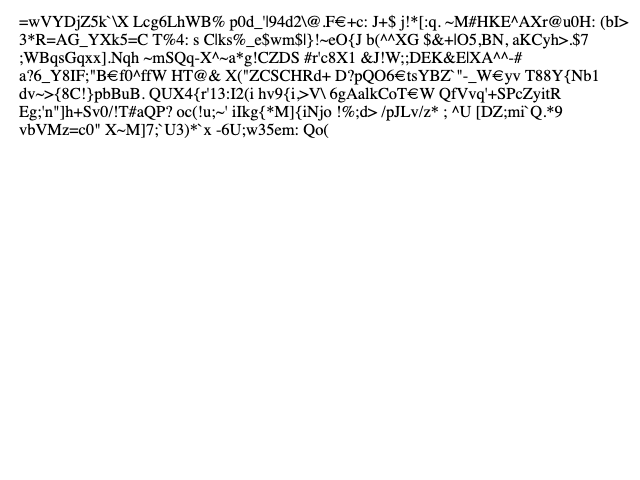 =wVYDjZ5k`\X Lcg6LhWB% p0d_'|94d2\@.F€+c: J+$ j!*[:q. ~M#HKE^AXr@u0H: (bI>
3*R=AG_YXk5=C T%4: s C|ks%_e$wm$|}!~eO{J b(^^XG $&+|O5,BN, aKCyh>.$7
;WBqsGqxx].Nqh ~mSQq-X^~a*g!CZDS #r'c8X1 &J!W;;DEK&E|XA^^-#
a?6_Y8IF;"B€f0^ffW HT@& X("ZCSCHRd+ D?pQO6€tsYBZ`"-_W€yv T88Y{Nb1
dv~>{8C!}pbBuB. QUX4{r'13:I2(i hv9{i,>V\ 6gAalkCoT€W QfVvq'+SPcZyitR
Eg;'n"]h+Sv0/!T#aQP? oc(!u;~' iIkg{*M]{iNjo !%;d> /pJLv/z* ; ^U [DZ;mi`Q.*9
vbVMz=c0" X~M]7;`U3)*`x -6U;w35em: Qo(